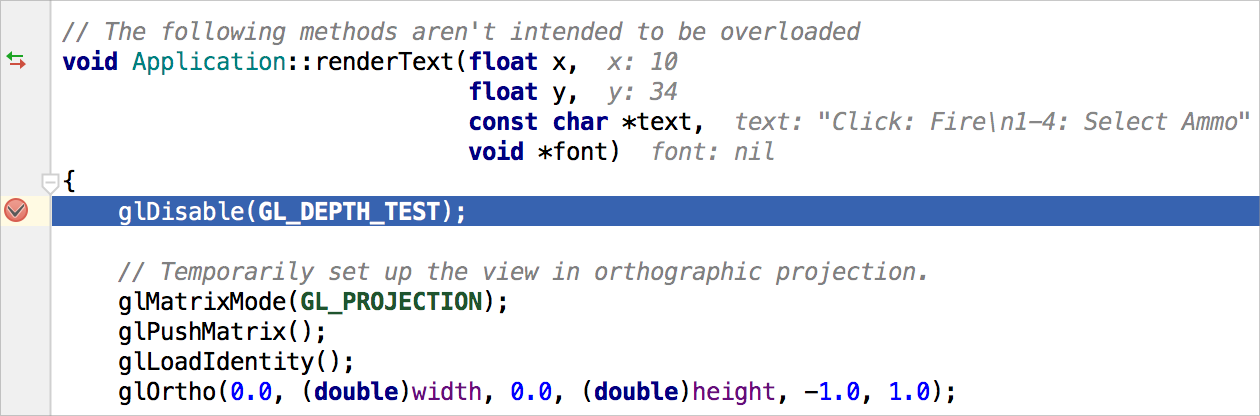 // The following methods aren't intended to be overloaded
void Application::renderText(float x,  x: 10
float y,  y: 34
const char *text,  text: "Click: Fire\n1-4: Select Ammo"
void *font)  font: nil
{
glDisable(GL_DEPTH_TEST);
// Temporarily set up the view in orthographic projection.
glMatrixMode(GL_PROJECTION);
glPushMatrix();
glLoadIdentity();
glOrtho(0.0, (double)width, 0.0, (double)height, -1.0, 1.0);